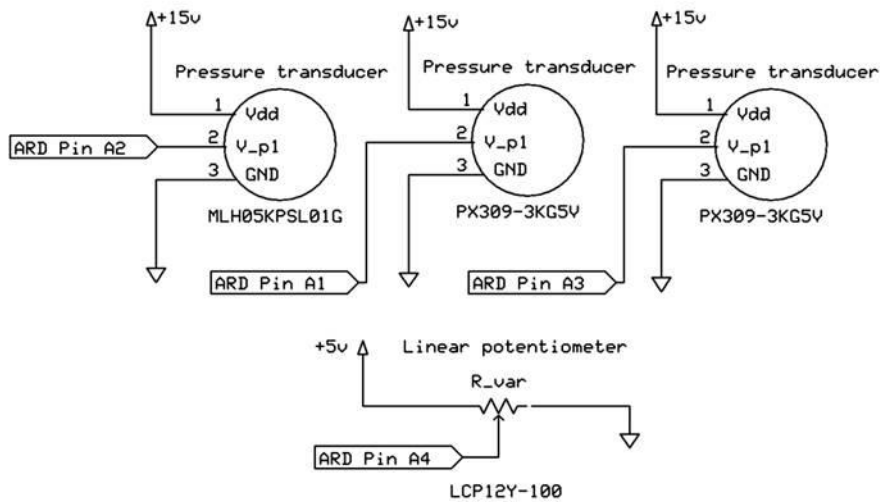 +15v
Pressure transducer
1
Vdd
ARD Pin A2
2
V_p1
3
GND
MLH05KPSL01G
+15v
Pressure transducer
1
Vdd
2
V_p1
3
GND
PX309-3KG5V
ARD Pin A1
+15v
Pressure transducer
1
Vdd
2
V_p1
3
GND
PX309-3KG5V
ARD Pin A3
+5v
Linear potentiometer
R_var
ARD Pin A4
LCP12Y-100